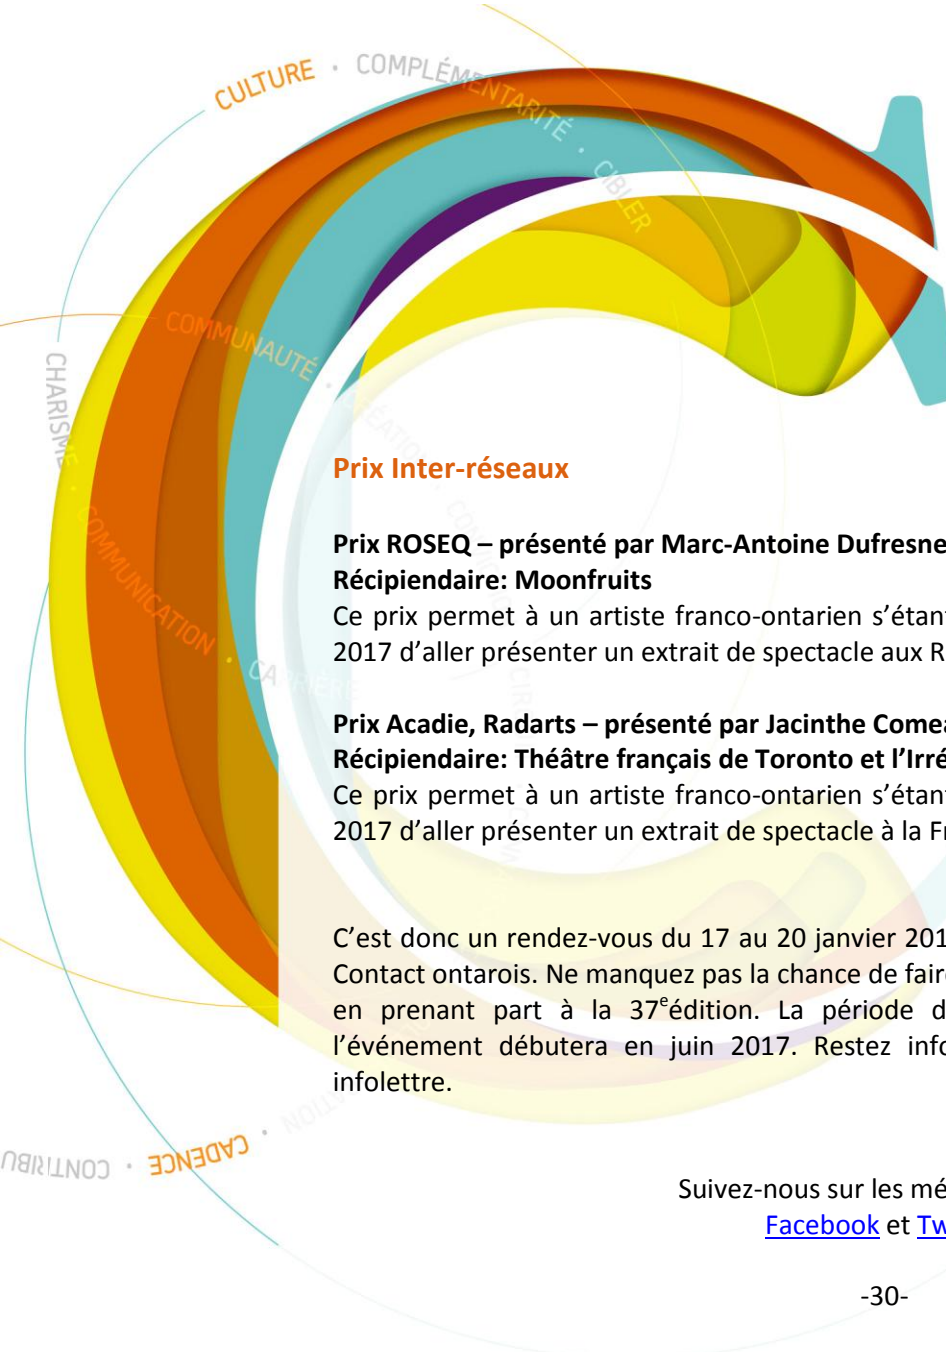 CULTURE · COMPLÉMENTARITÉ · CIBLER
COMMUNAUTÉ · CRÉATION
CHARISME · COMMUNICATION · CARRIÈRE
Prix Inter-réseaux
Prix ROSEQ – présenté par Marc-Antoine Dufresne
Récipiendaire: Moonfruits
Ce prix permet à un artiste franco-ontarien s’étant
2017 d’aller présenter un extrait de spectacle aux R
Prix Acadie, Radarts – présenté par Jacinthe Comea
Récipiendaire: Théâtre français de Toronto et l’Irré
Ce prix permet à un artiste franco-ontarien s’étant
2017 d’aller présenter un extrait de spectacle à la Fr
C’est donc un rendez-vous du 17 au 20 janvier 201
Contact ontarois. Ne manquez pas la chance de faire
en prenant part à la 37eédition. La période d
l’événement débutera en juin 2017. Restez info
infolettre.
CADENCE · CONTRIBU
Suivez-nous sur les mé
Facebook et Tw
-30-